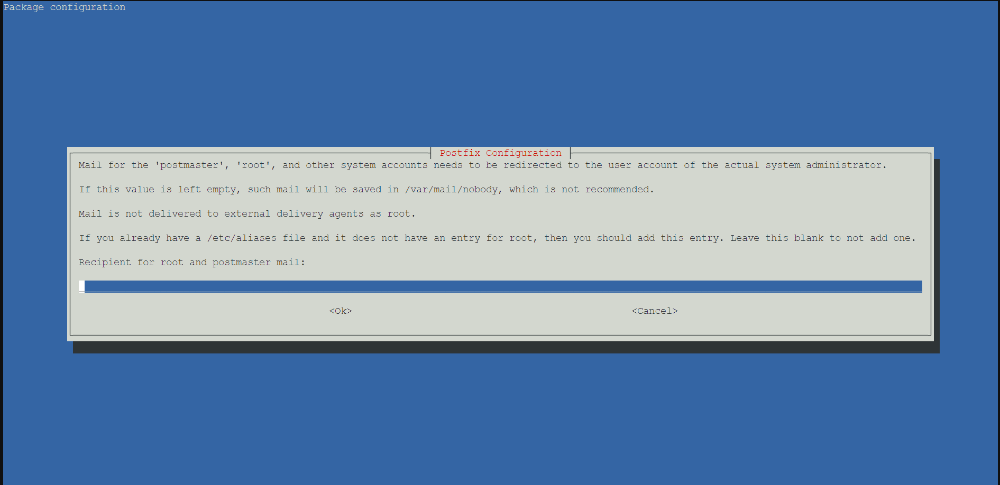 Package configuration
Postfix Configuration
Mail for the 'postmaster', 'root', and other system accounts needs to be redirected to the user account of the actual system administrator.
If this value is left empty, such mail will be saved in /var/mail/nobody, which is not recommended.
Mail is not delivered to external delivery agents as root.
If you already have a /etc/aliases file and it does not have an entry for root, then you should add this entry. Leave this blank to not add one.
Recipient for root and postmaster mail:
<Ok> <Cancel>